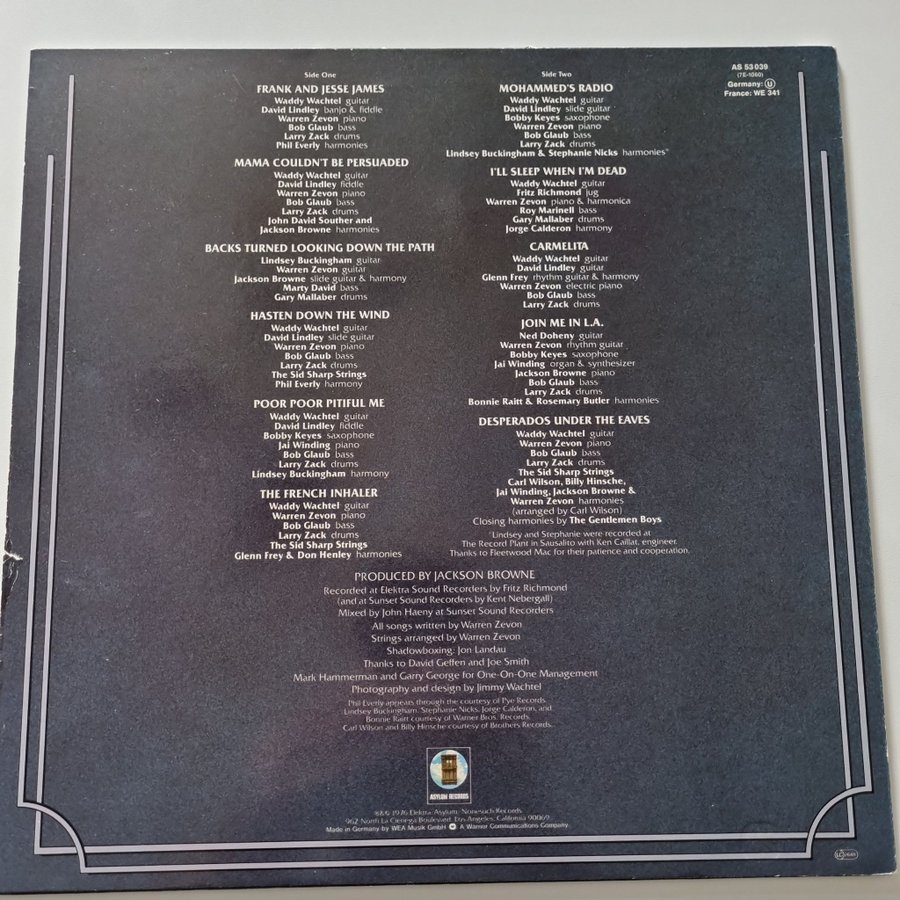 Side One
FRANK AND JESSE JAMES
Waddy Wachtel guitar
David Lindley banjo & fiddle
Warren Zevon piano
Bob Glaub bass
Larry Zack drums
Phil Everly harmonies
MAMA COULDN'T BE PERSUADED
Waddy Wachtel guitar
David Lindley fiddle
Warren Zevon piano
Bob Glaub bass
Larry Zack drums
John David Souther and
Jackson Browne harmonies
BACKS TURNED LOOKING DOWN THE PATH
Lindsey Buckingham guitar
Warren Zevon guitar
Jackson Browne slide guitar & harmony
Marty David bass
Gary Mallaber drums
HASTEN DOWN THE WIND
Waddy Wachtel guitar
David Lindley slide guitar
Warren Zevon piano
Bob Glaub bass
Larry Zack drums
The Sid Sharp Strings
Phil Everly harmony
POOR POOR PITIFUL ME
Waddy Wachtel guitar
David Lindley fiddle
Bobby Keyes saxophone
Jai Winding piano
Bob Glaub bass
Larry Zack drums
Lindsey Buckingham harmony
THE FRENCH INHALER
Waddy Wachtel guitar
Warren Zevon piano
Bob Glaub bass
Larry Zack drums
The Sid Sharp Strings
Glenn Frey & Don Henley harmonies
Side Two
MOHAMMED'S RADIO
Waddy Wachtel guitar
David Lindley slide guitar
Bobby Keyes saxophone
Warren Zevon piano
Bob Glaub bass
Larry Zack drums
Lindsey Buckingham & Stephanie Nicks harmonies*
I'LL SLEEP WHEN I'M DEAD
Waddy Wachtel guitar
Fritz Richmond jug
Warren Zevon piano & harmonica
Roy Marinell bass
Gary Mallaber drums
Jorge Calderon harmony
CARMELITA
Waddy Wachtel guitar
David Lindley guitar
Glenn Frey rhythm guitar & harmony
Warren Zevon electric piano
Bob Glaub bass
Larry Zack drums
JOIN ME IN L.A.
Ned Doheny guitar
Warren Zevon rhythm guitar
Bobby Keyes saxophone
Jai Winding organ & synthesizer
Jackson Browne piano
Bob Glaub bass
Larry Zack drums
Bonnie Raitt & Rosemary Butler harmonies
DESPERADOS UNDER THE EAVES
Waddy Wachtel guitar
Warren Zevon piano
Bob Glaub bass
Larry Zack drums
The Sid Sharp Strings
Carl Wilson, Billy Hinsche,
Jai Winding, Jackson Browne &
Warren Zevon harmonies
(arranged by Carl Wilson)
Closing harmonies by The Gentlemen Boys
*Lindsey and Stephanie were recorded at
The Record Plant in Sausalito with Ken Caillat, engineer.
Thanks to Fleetwood Mac for their patience and cooperation.
AS 53 039
(7E-1060)
Germany: U
France: WE 341
PRODUCED BY JACKSON BROWNE
Recorded at Elektra Sound Recorders by Fritz Richmond
(and at Sunset Sound Recorders by Kent Nebergall)
Mixed by John Haeny at Sunset Sound Recorders
All songs written by Warren Zevon
Strings arranged by Warren Zevon
Shadowboxing: Jon Landau
Thanks to David Geffen and Joe Smith
Mark Hammerman and Garry George for One-On-One Management
Photography and design by Jimmy Wachtel
Phil Everly appears through the courtesy of Pye Records.
Lindsey Buckingham, Stephanie Nicks, Jorge Calderon, and
Bonnie Raitt courtesy of Warner Bros. Records.
Carl Wilson and Billy Hinsche courtesy of Brothers Records.
ASYLUM RECORDS
℗&© 1976 Elektra/Asylum/Nonesuch Records
962 North La Cienega Boulevard, Los Angeles, California 90069
Made in Germany by WEA Musik GmbH A Warner Communications Company